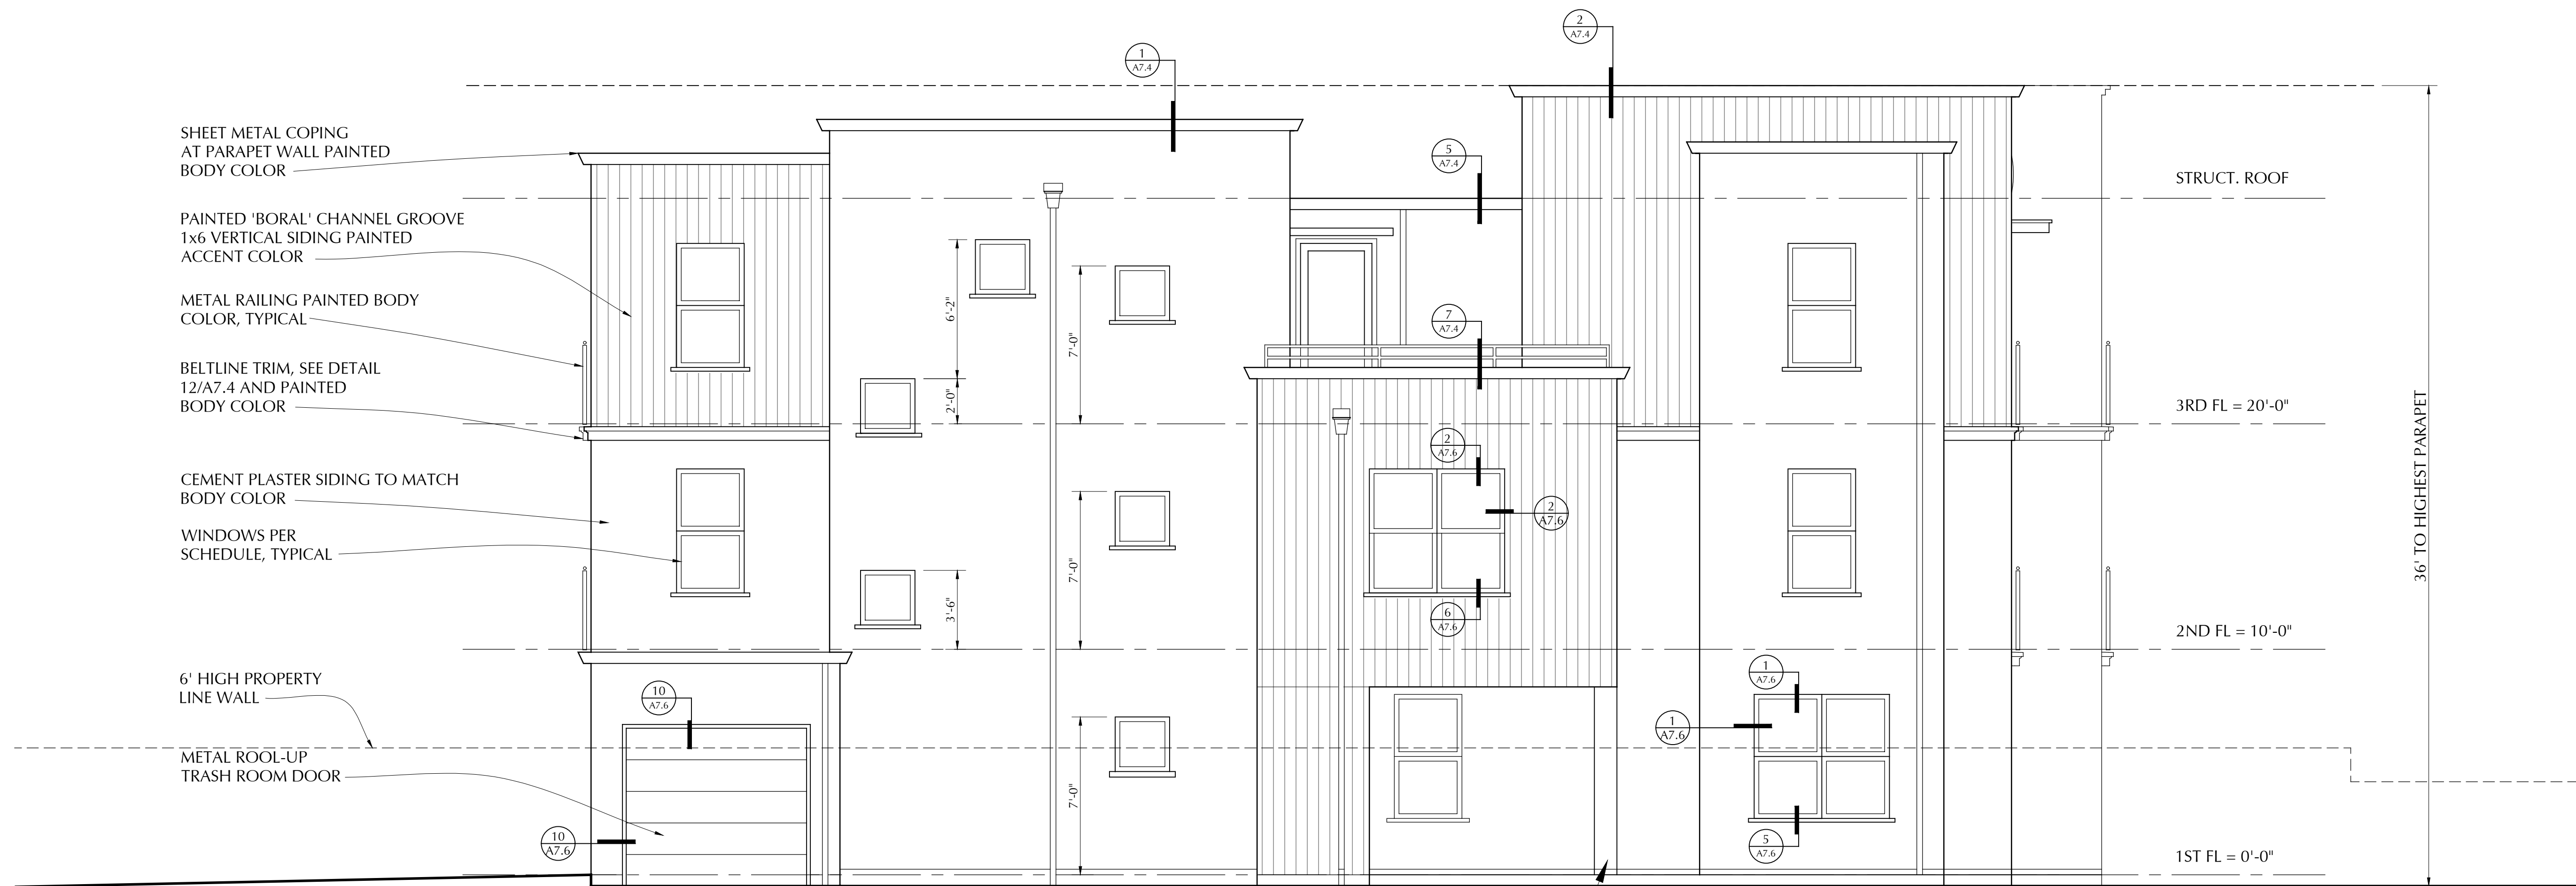 SHEET METAL COPING
AT PARAPET WALL PAINTED
BODY COLOR
PAINTED 'BORAL' CHANNEL GROOVE
1x6 VERTICAL SIDING PAINTED
ACCENT COLOR
METAL RAILING PAINTED BODY
COLOR, TYPICAL
BELTLINE TRIM, SEE DETAIL
12/A7.4 AND PAINTED
BODY COLOR
CEMENT PLASTER SIDING TO MATCH
BODY COLOR
WINDOWS PER
SCHEDULE, TYPICAL
6' HIGH PROPERTY
LINE WALL
METAL ROOL-UP
TRASH ROOM DOOR
10
A7.6
10
A7.6
1
A7.4
6'-2"
2'-0"
3'-6"
7'-0"
7'-0"
7'-0"
2
A7.4
5
A7.4
7
A7.4
2
A7.6
2
A7.6
6
A7.6
1
A7.6
1
A7.6
5
A7.6
STRUCT. ROOF
3RD FL = 20'-0"
2ND FL = 10'-0"
1ST FL = 0'-0"
36' TO HIGHEST PARAPET